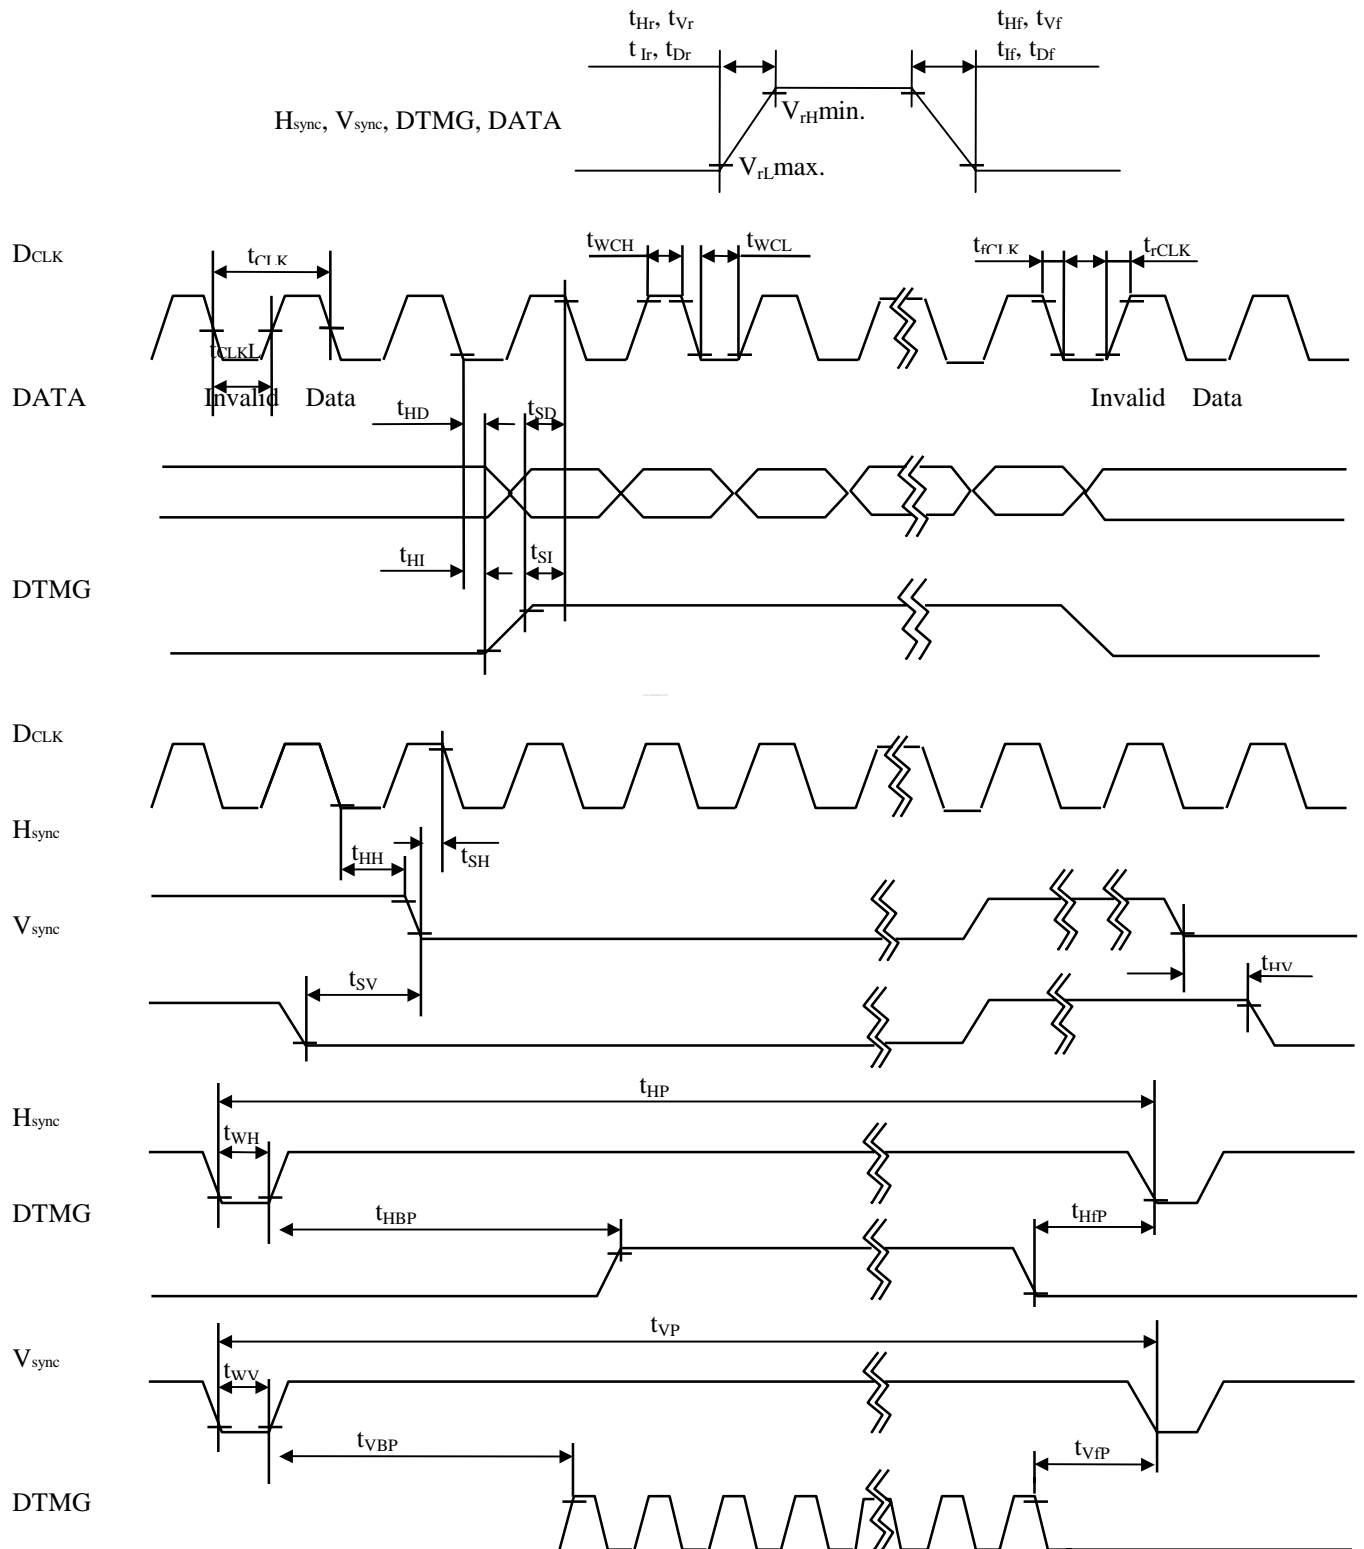 tHr, tVr
tHf, tVf
t Ir, tDr
tIf, tDf
Hsync, Vsync, DTMG, DATA
VrHmin.
VrLmax.
DCLK
tCLK
tWCH
tWCL
tfCLK
trCLK
tCLKL
DATA
Invalid Data
Invalid Data
tHD
tSD
tHI
tSI
DTMG
DCLK
Hsync
tHH
tSH
Vsync
tSV
tHV
tHP
Hsync
tWH
DTMG
tHBP
tHfP
tVP
Vsync
tWV
tVBP
tVfP
DTMG